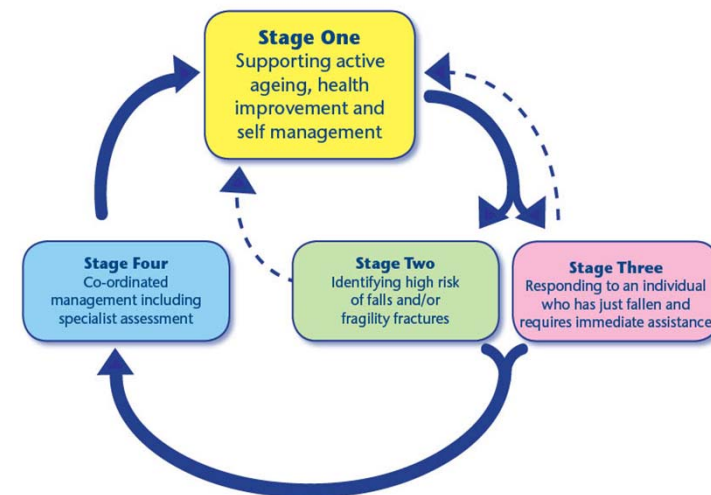 Stage One
Supporting active
ageing, health
improvement and
self management
Stage Four
Co-ordinated
management including
specialist assessment
Stage Two
Identifying high risk
of falls and/or
fragility fractures
Stage Three
Responding to an individual
who has just fallen and
requires immediate assistance